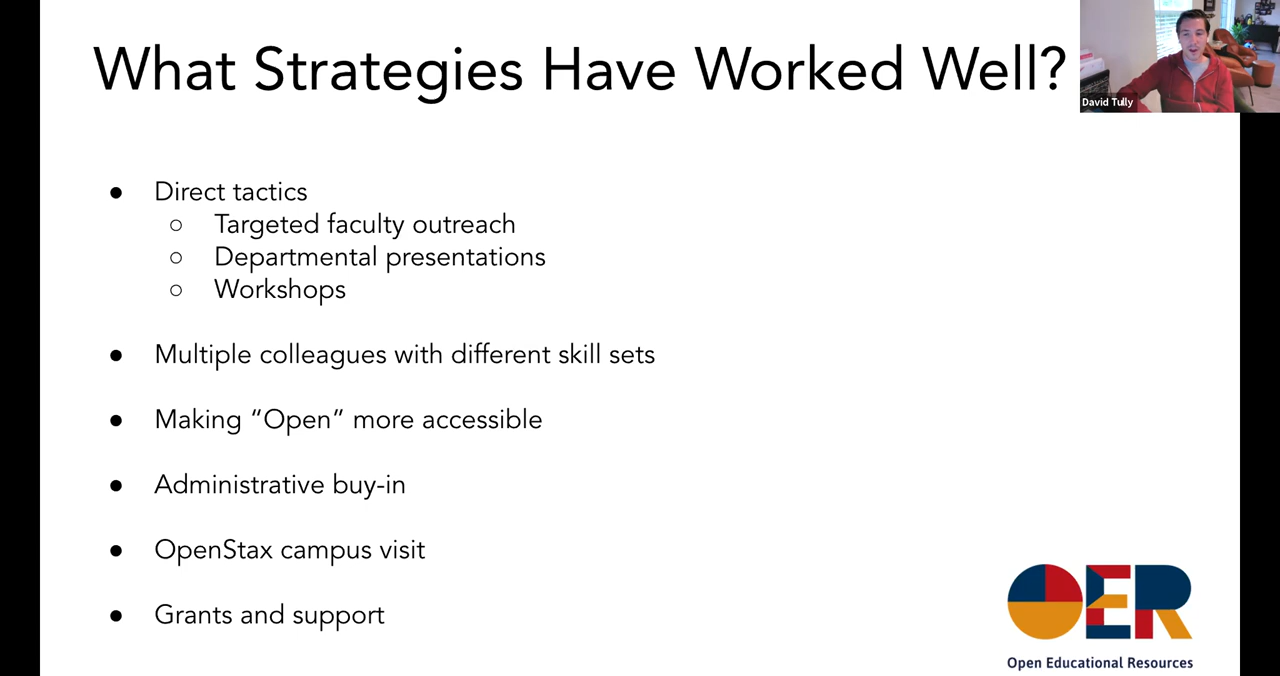 What Strategies Have Worked Well?
David Tully
● Direct tactics
○ Targeted faculty outreach
○ Departmental presentations
○ Workshops
● Multiple colleagues with different skill sets
● Making “Open” more accessible
● Administrative buy-in
● OpenStax campus visit
● Grants and support
OER
Open Educational Resources